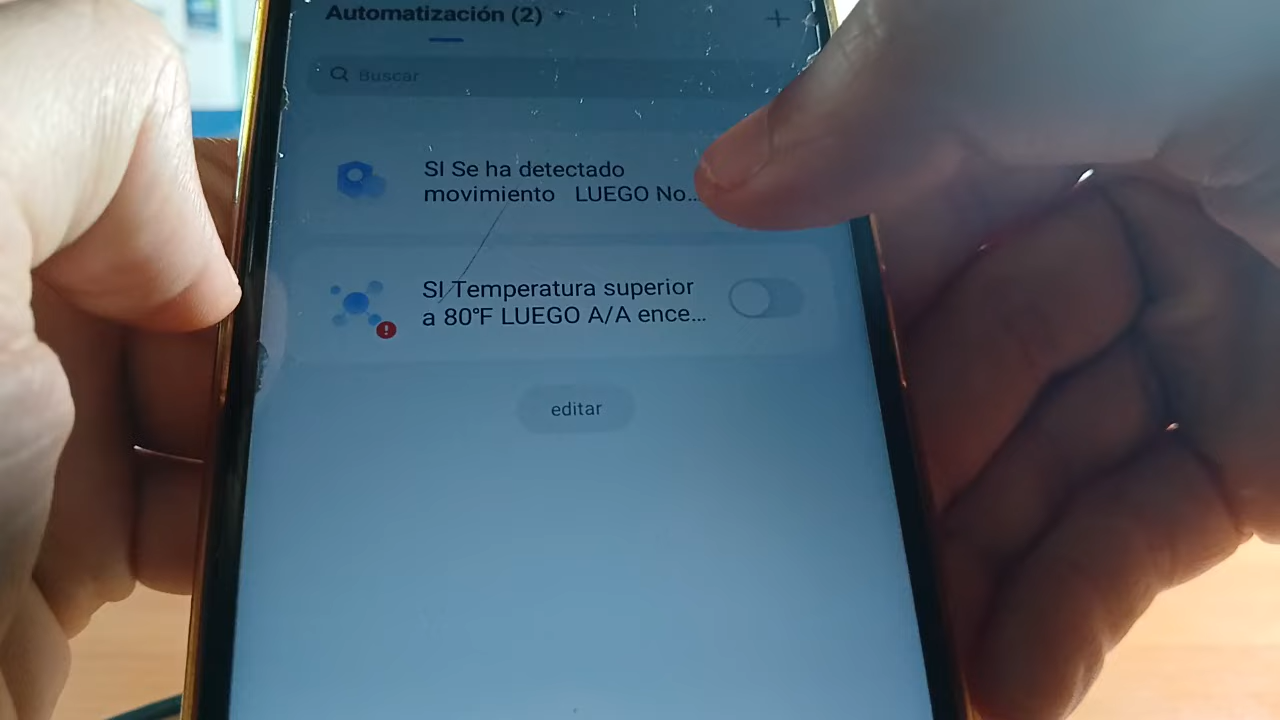 Automatización (2)
Buscar
SI Se ha detectado
movimiento LUEGO No...
SI Temperatura superior
a 80°F LUEGO A/A ence...
editar